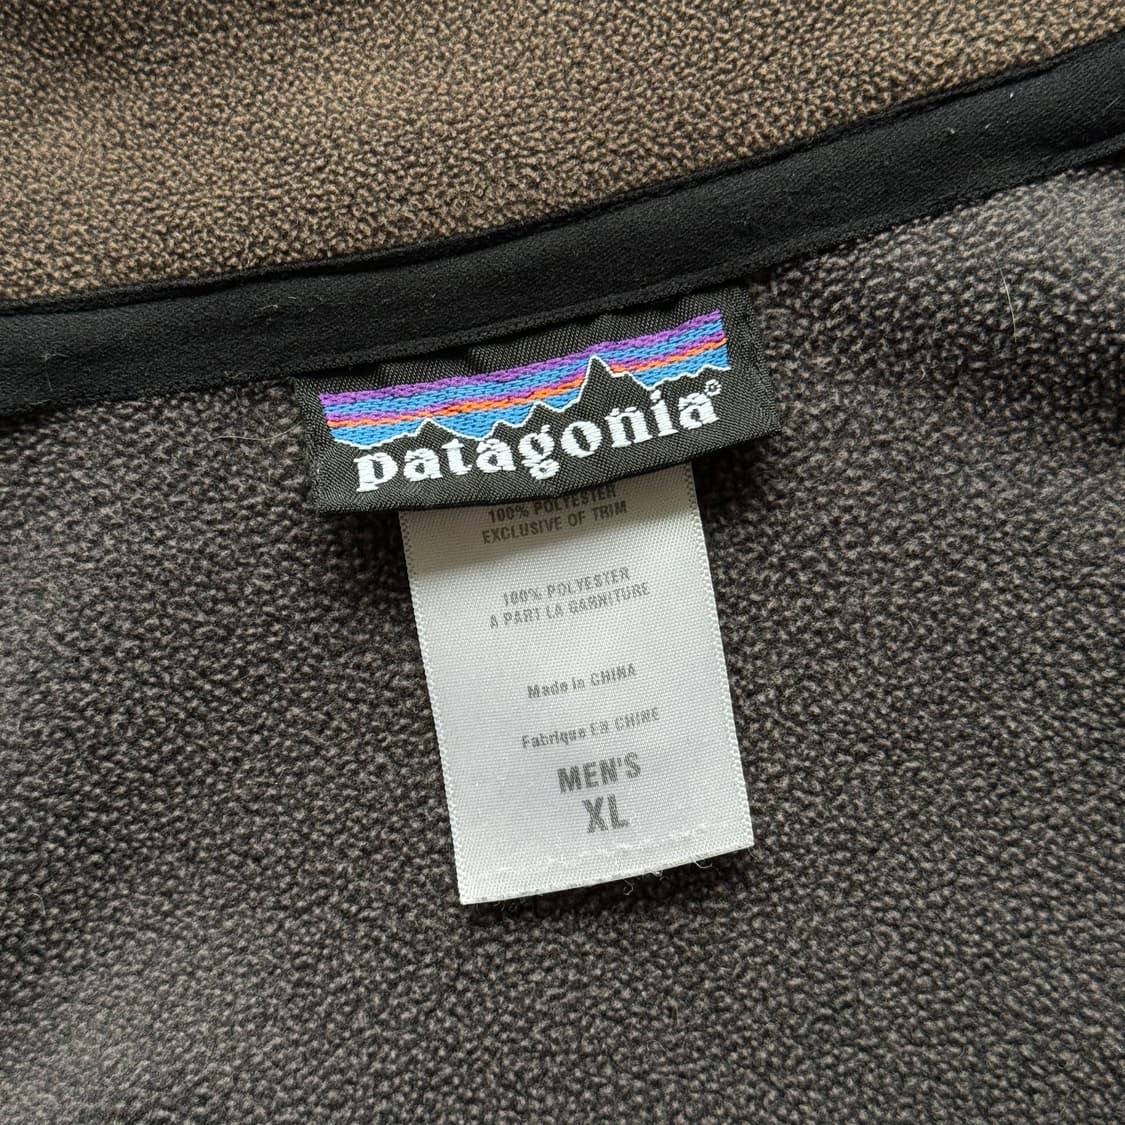 patagonia®
100% POLYESTER
EXCLUSIVE OF TRIM
100% POLYESTER
A PART LA GARNITURE
Made in CHINA
Fabrique EN CHINE
MEN'S
XL